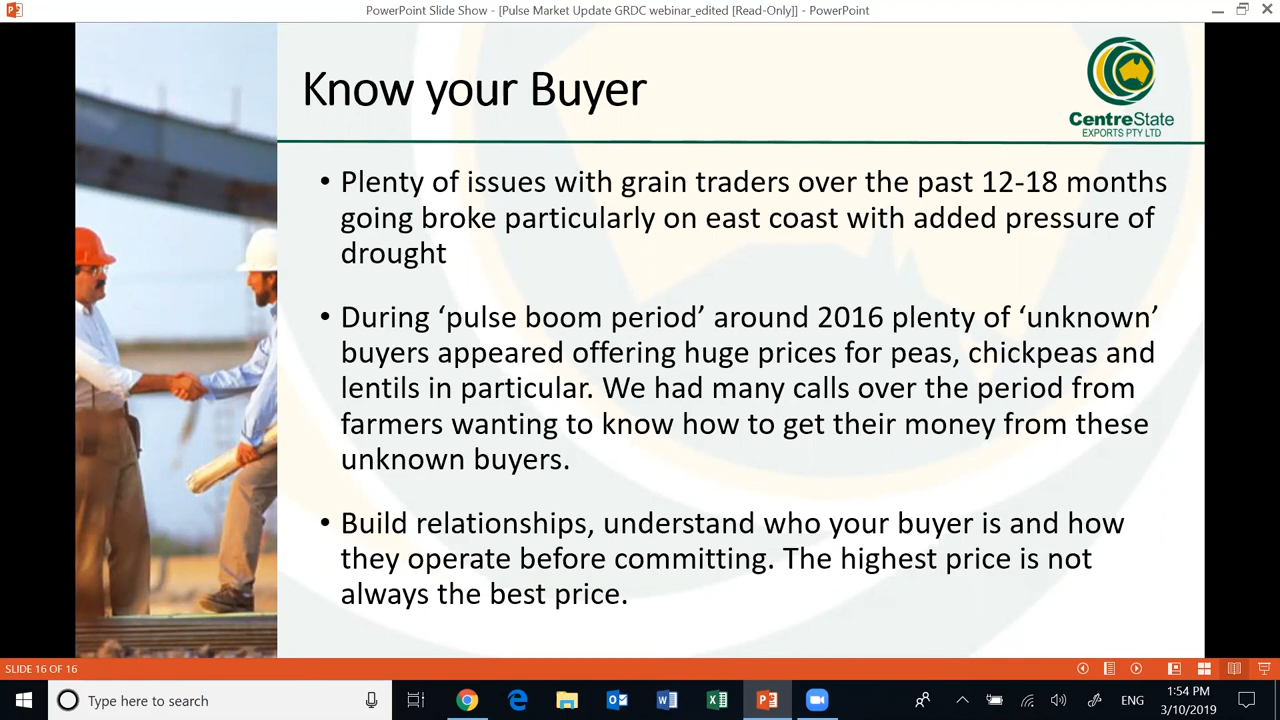 PowerPoint Slide Show - [Pulse Market Update GRDC webinar_edited [Read-Only]] - PowerPoint
Know your Buyer
CentreState
EXPORTS PTY LTD
• Plenty of issues with grain traders over the past 12-18 months
going broke particularly on east coast with added pressure of
drought
• During ‘pulse boom period’ around 2016 plenty of ‘unknown’
buyers appeared offering huge prices for peas, chickpeas and
lentils in particular. We had many calls over the period from
farmers wanting to know how to get their money from these
unknown buyers.
• Build relationships, understand who your buyer is and how
they operate before committing. The highest price is not
always the best price.
SLIDE 16 OF 16
Type here to search
ENG
1:54 PM
3/10/2019